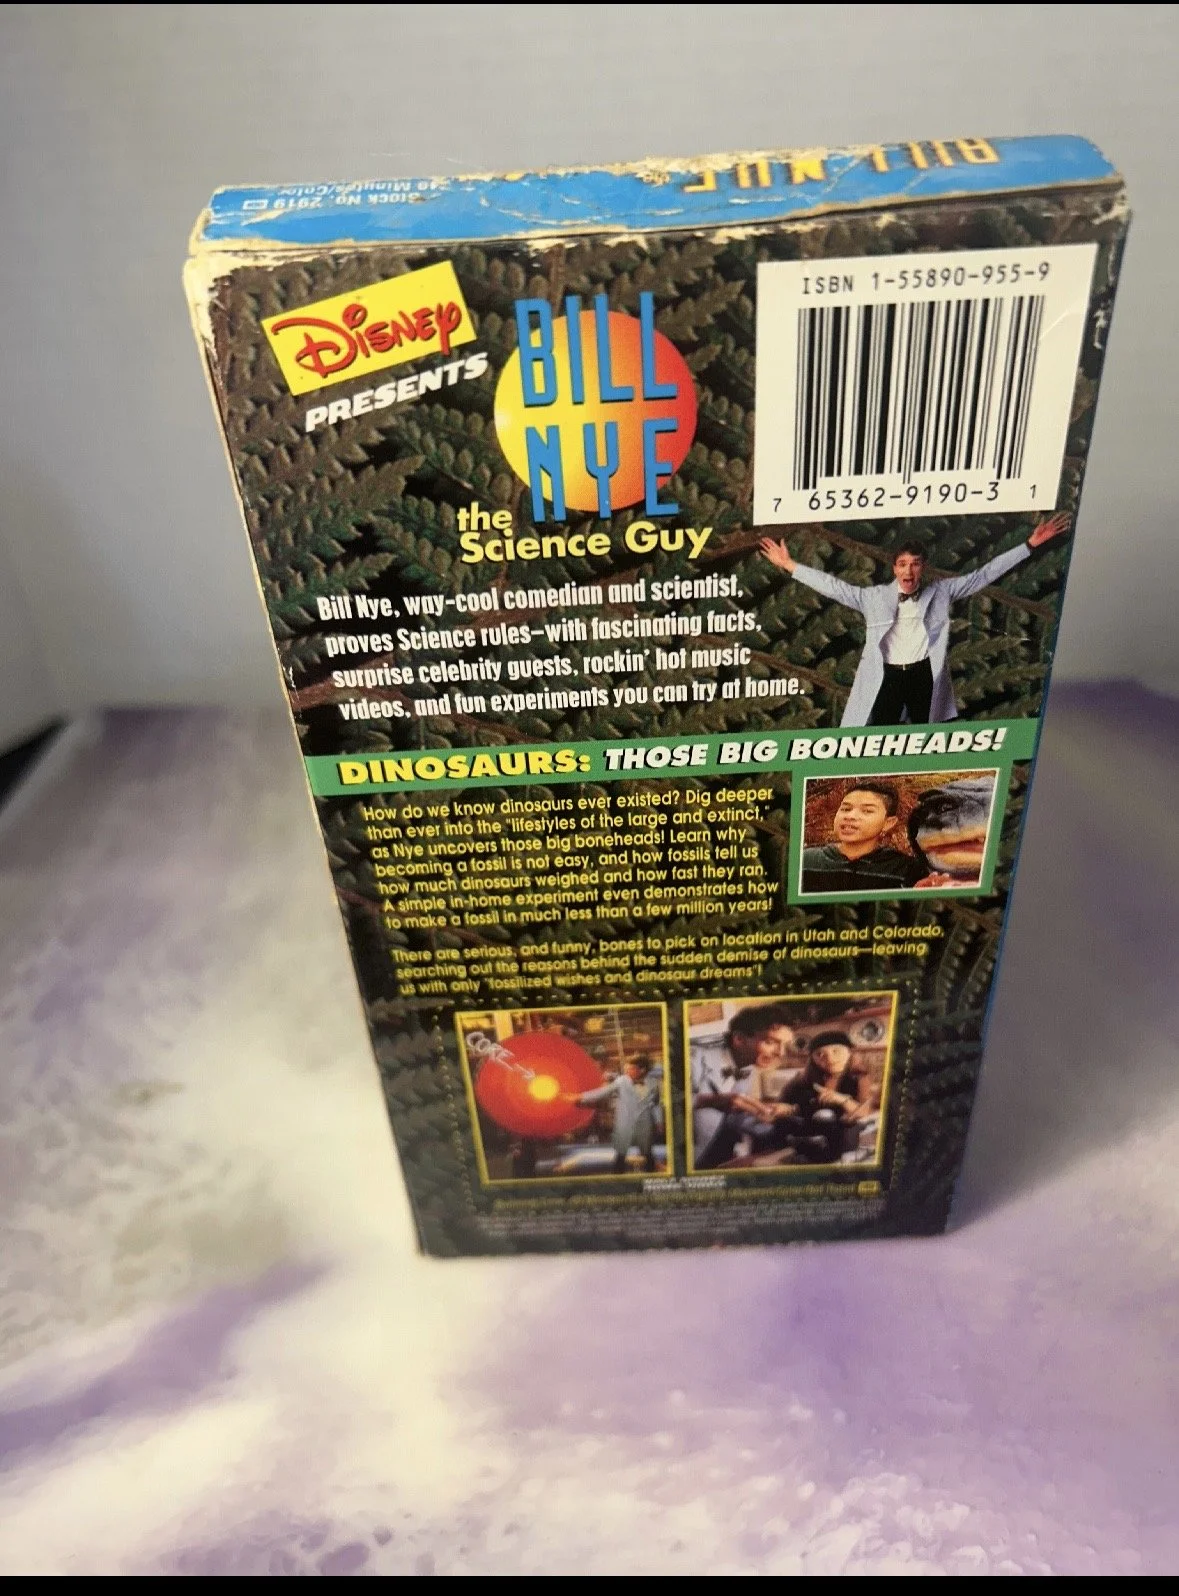 BILL NYE
Stock No. 2919
49 Minutes/Color
ISBN 1-55890-955-9
7 65362-9190-3 1
DISNEY
PRESENTS
BILL
NYE
the
Science Guy
Bill Nye, way-cool comedian and scientist,
proves Science rules—with fascinating facts,
surprise celebrity guests, rockin' hot music
videos, and fun experiments you can try at home.
DINOSAURS: THOSE BIG BONEHEADS!
How do we know dinosaurs ever existed? Dig deeper
than ever into the "lifestyles of the large and extinct,"
as Nye uncovers those big boneheads! Learn why
becoming a fossil is not easy, and how fossils tell us
how much dinosaurs weighed and how fast they ran.
A simple in-home experiment even demonstrates how
to make a fossil in much less than a few million years!
There are serious, and funny, bones to pick on location in Utah and Colorado,
searching out the reasons behind the sudden demise of dinosaurs—leaving
us with only "fossilized wishes and dinosaur dreams"!
CORE